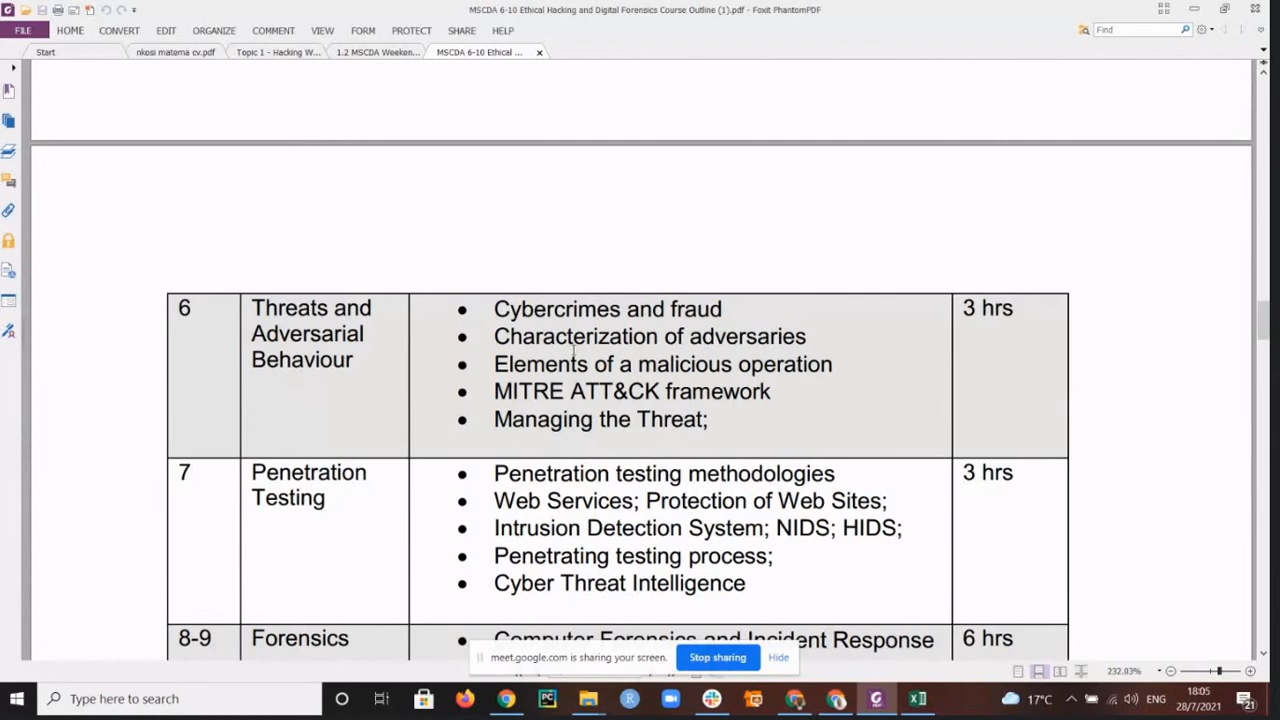 MSCDA 6-10 Ethical Hacking and Digital Forensics Course Outline (1).pdf - Foxit PhantomPDF
FILE HOME CONVERT EDIT ORGANIZE COMMENT VIEW FORM PROTECT SHARE HELP
Find
Start nkosi matema cv.pdf Topic 1 - Hacking W... 1.2 MSCDA Weeken... MSCDA 6-10 Ethical ...
6 Threats and • Cybercrimes and fraud 3 hrs
Adversarial • Characterization of adversaries
Behaviour • Elements of a malicious operation
• MITRE ATT&CK framework
• Managing the Threat;
7 Penetration • Penetration testing methodologies 3 hrs
Testing • Web Services; Protection of Web Sites;
• Intrusion Detection System; NIDS; HIDS;
• Penetrating testing process;
• Cyber Threat Intelligence
8-9 Forensics • Computer Forensics and Incident Response 6 hrs
meet.google.com is sharing your screen. Stop sharing Hide
232.03%
Type here to search
17°C ENG 18:05
28/7/2021
21